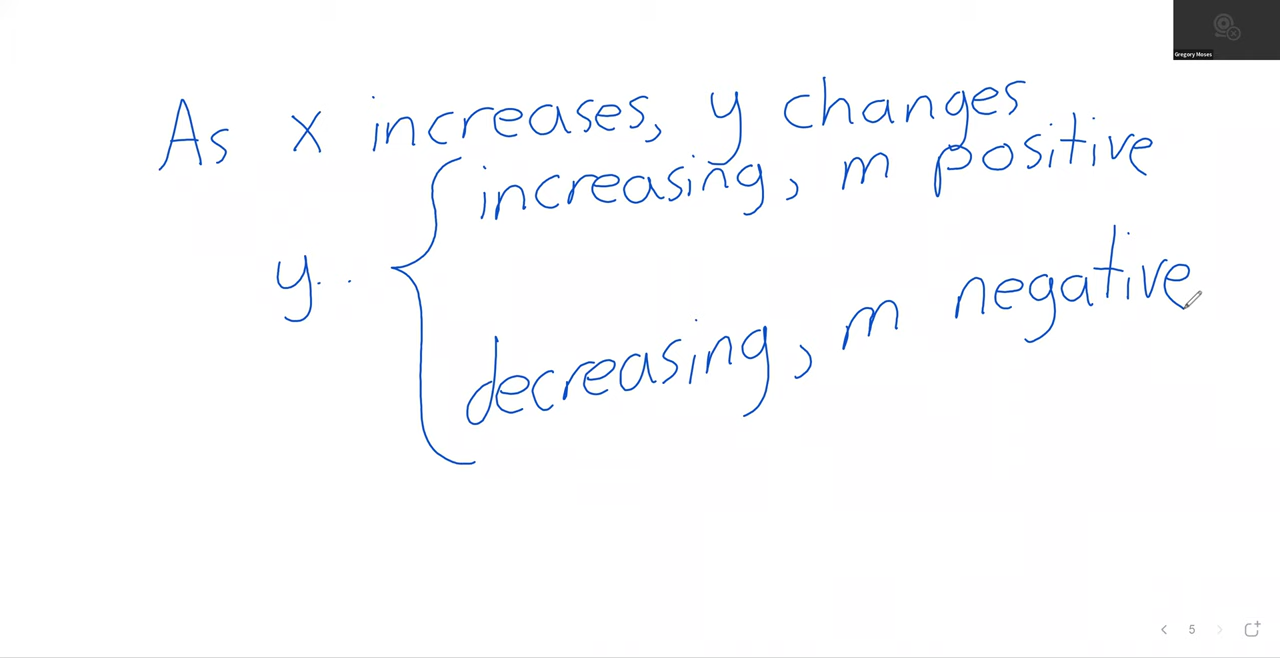 Gregory Moses
As x increases, y changes
increasing, m positive
y
decreasing, m negative
5